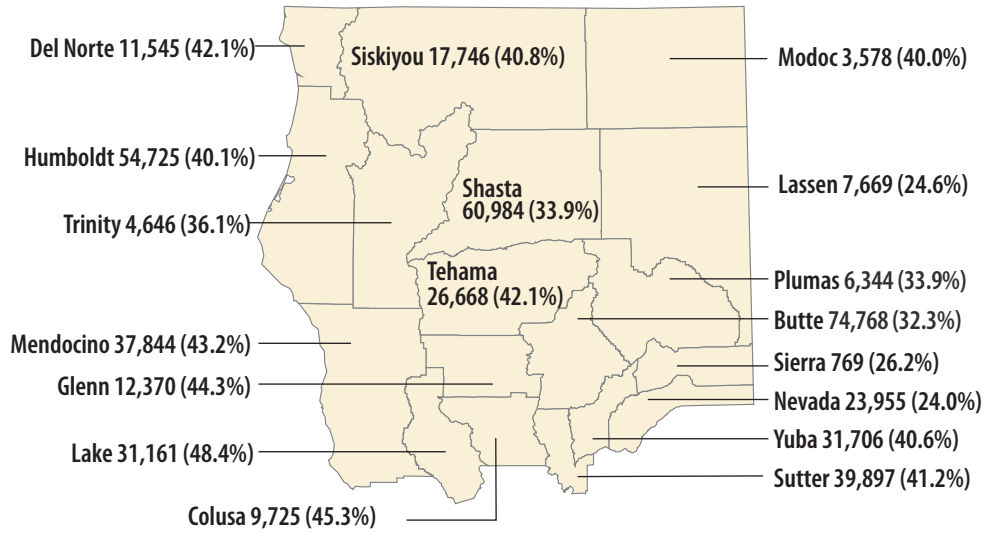 Del Norte 11,545 (42.1%)
Siskiyou 17,746 (40.8%)
Modoc 3,578 (40.0%)
Humboldt 54,725 (40.1%)
Shasta
60,984 (33.9%)
Lassen 7,669 (24.6%)
Trinity 4,646 (36.1%)
Tehama
26,668 (42.1%)
Plumas 6,344 (33.9%)
Butte 74,768 (32.3%)
Mendocino 37,844 (43.2%)
Sierra 769 (26.2%)
Glenn 12,370 (44.3%)
Nevada 23,955 (24.0%)
Yuba 31,706 (40.6%)
Lake 31,161 (48.4%)
Sutter 39,897 (41.2%)
Colusa 9,725 (45.3%)